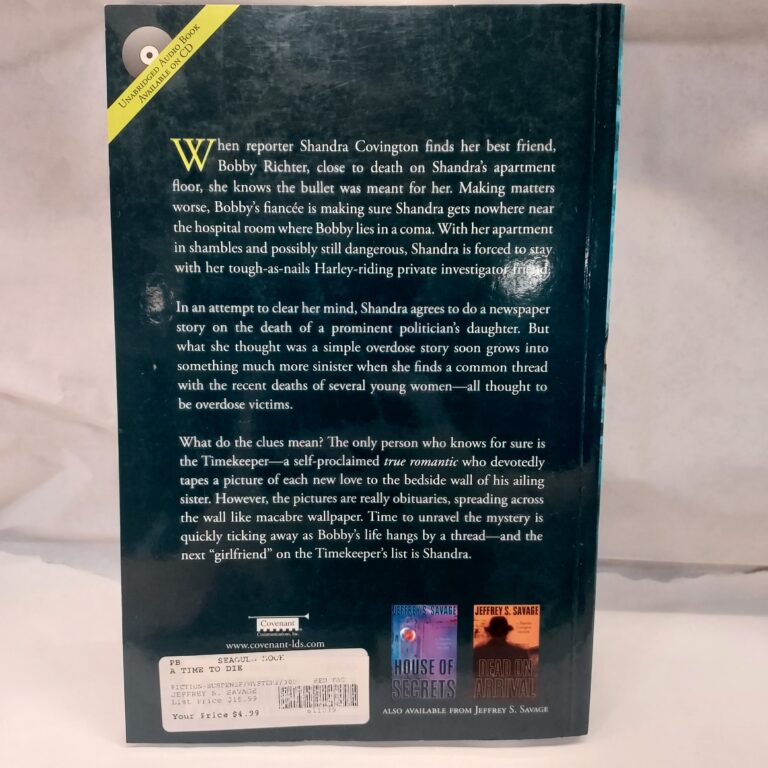 Unabridged Audio Book
Available on CD
When reporter Shandra Covington finds her best friend,
Bobby Richter, close to death on Shandra's apartment
floor, she knows the bullet was meant for her. Making matters
worse, Bobby's fiancée is making sure Shandra gets nowhere near
the hospital room where Bobby lies in a coma. With her apartment
in shambles and possibly still dangerous, Shandra is forced to stay
with her tough-as-nails Harley-riding private investigator friend.
In an attempt to clear her mind, Shandra agrees to do a newspaper
story on the death of a prominent politician's daughter. But
what she thought was a simple overdose story soon grows into
something much more sinister when she finds a common thread
with the recent deaths of several young women—all thought to
be overdose victims.
What do the clues mean? The only person who knows for sure is
the Timekeeper—a self-proclaimed true romantic who devotedly
tapes a picture of each new love to the bedside wall of his ailing
sister. However, the pictures are really obituaries, spreading across
the wall like macabre wallpaper. Time to unravel the mystery is
quickly ticking away as Bobby's life hangs by a thread—and the
next "girlfriend" on the Timekeeper's list is Shandra.
Covenant
Communications, Inc.
www.covenant-lds.com
JEFFREY S. SAVAGE
HOUSE OF
SECRETS
JEFFREY S. SAVAGE
DEAD ON
ARRIVAL
ALSO AVAILABLE FROM JEFFREY S. SAVAGE
PB SEAGULL BOOK
A TIME TO DIE
JEFFREY S. SAVAGE
List Price $15.99
Your Price $4.99